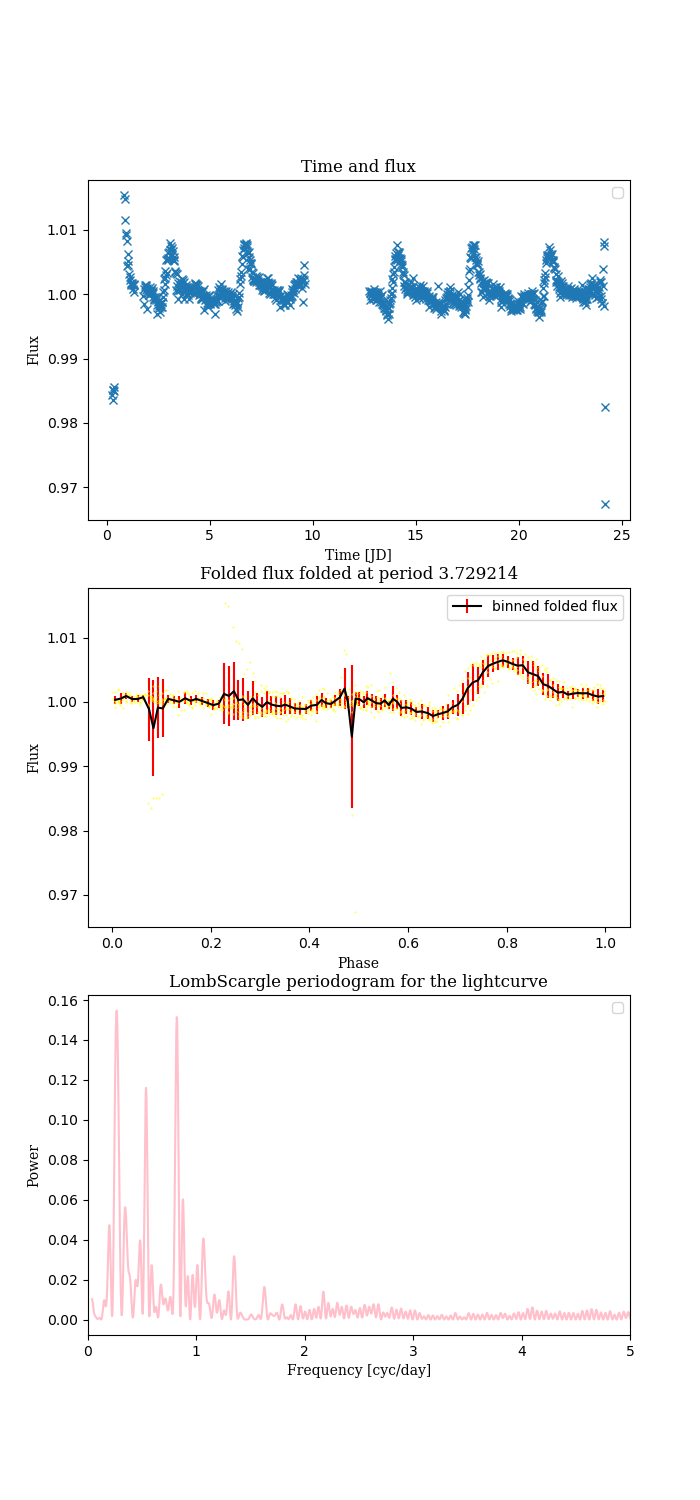 Time and flux
1.01
1.00
0.99
0.98
0.97
Flux
0 5 10 15 20 25
Time [JD]
Folded flux folded at period 3.729214
binned folded flux
1.01
1.00
0.99
0.98
0.97
Flux
0.0 0.2 0.4 0.6 0.8 1.0
Phase
LombScargle periodogram for the lightcurve
0.16
0.14
0.12
0.10
0.08
0.06
0.04
0.02
0.00
Power
0 1 2 3 4 5
Frequency [cyc/day]